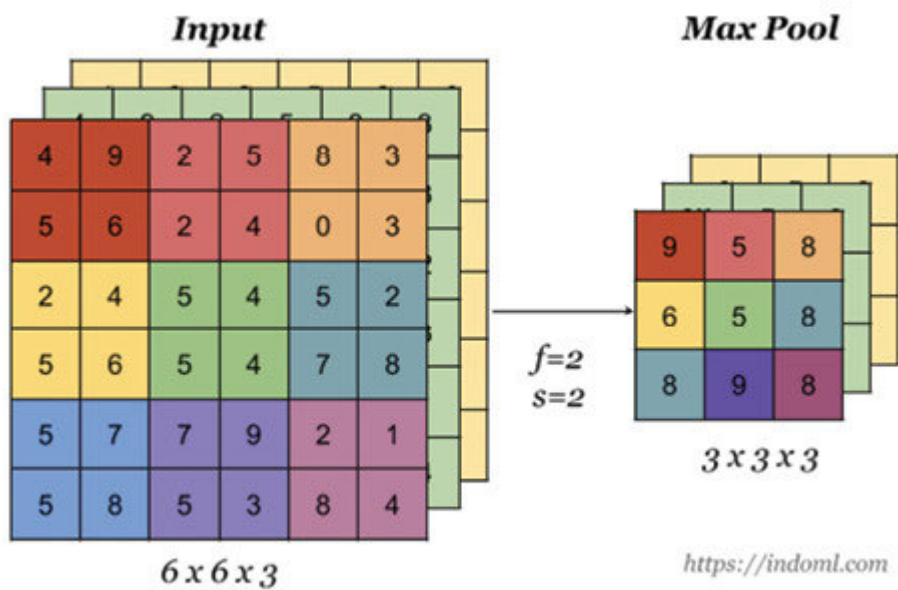 Input
Max Pool
4 9 2 5 8 3
5 6 2 4 0 3
2 4 5 4 5 2
5 6 5 4 7 8
5 7 7 9 2 1
5 8 5 3 8 4
f=2
s=2
9 5 8
6 5 8
8 9 8
6 x 6 x 3
3 x 3 x 3
https://indoml.com